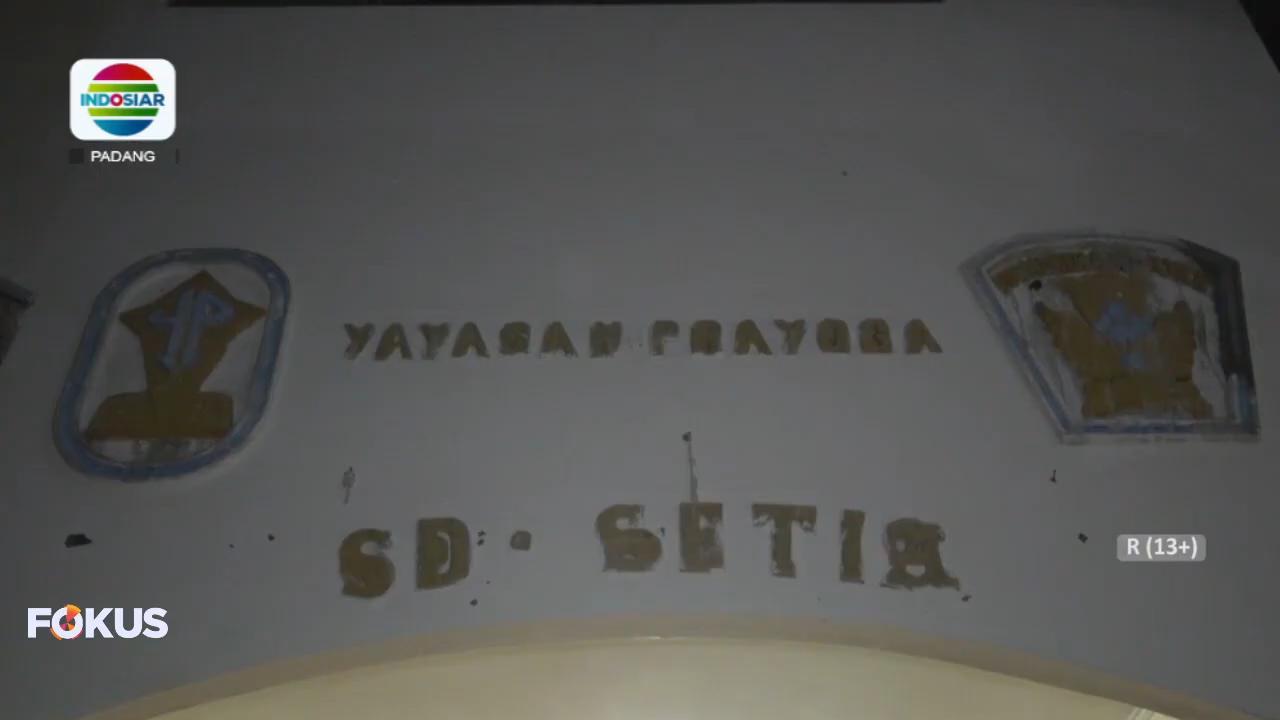 INDOSIAR
PADANG
YAYASAN PRAYOGA
SD. SETIA
R (13+)
FOKUS